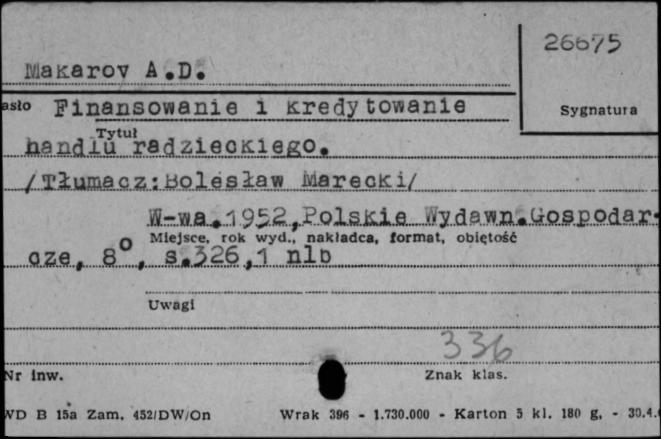 26675
Makarov A.D.
asło Finansowanie i kredytowanie
Sygnatura
Tytuł
handlu radzieckiego.
/Tłumacz:Bolesław Marecki/
W-wa.1952,Polskie Wydawn.Gospodar-
Miejsce, rok wyd., nakładca, format, objętość
cze, 8°, s.326,1 nlb
Uwagi
336
Nr inw.
Znak klas.
WD B 15a Zam. 452/DW/On Wrak 396 - 1.730.000 - Karton 5 kl. 180 g. - 30.4.